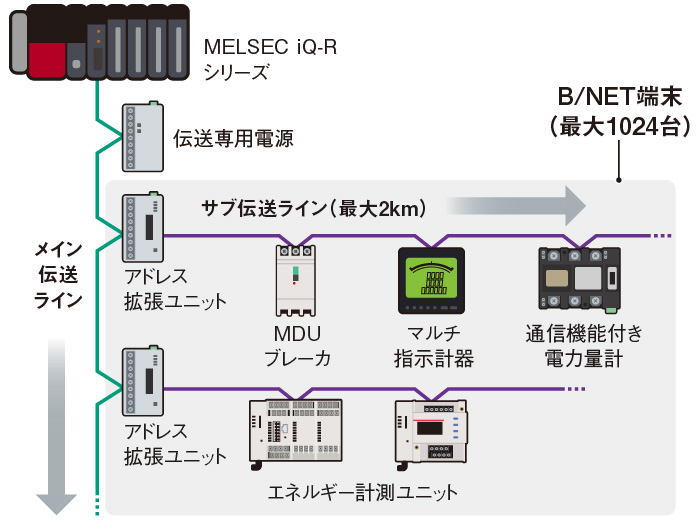 MELSEC iQ-R
シリーズ
B/NET端末
（最大1024台）
伝送専用電源
サブ伝送ライン（最大2km）
メイン
伝送
ライン
アドレス
拡張ユニット
MDU
ブレーカ
マルチ
指示計器
通信機能付き
電力量計
アドレス
拡張ユニット
エネルギー計測ユニット